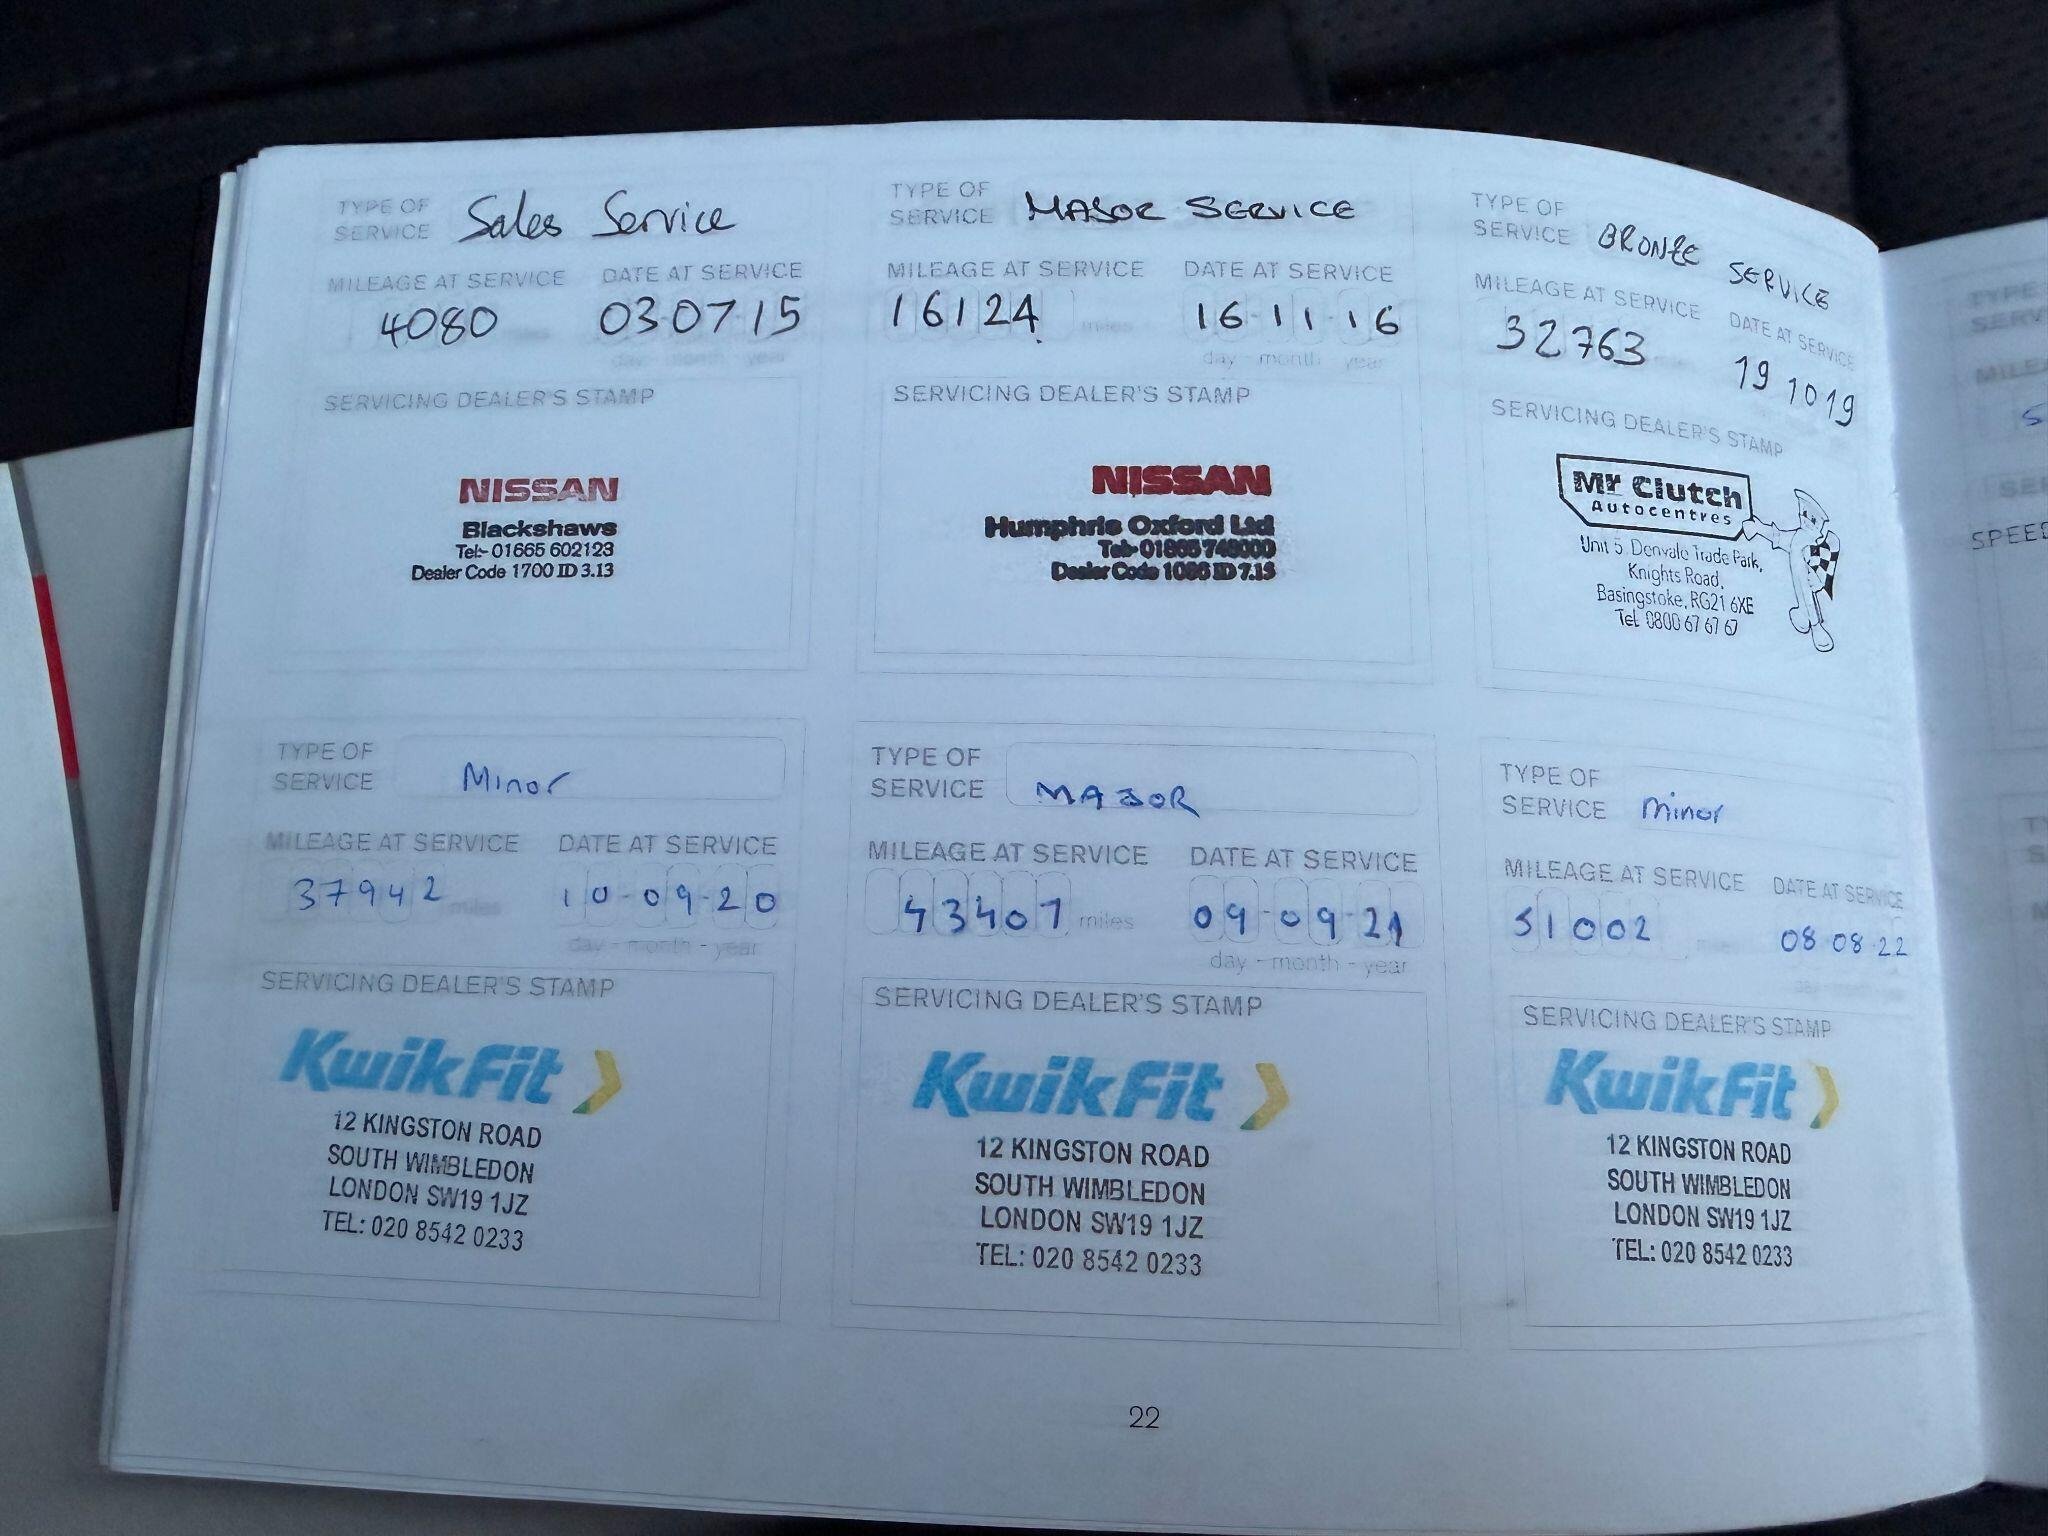 TYPE OF
SERVICE Sales Service
MILEAGE AT SERVICE DATE AT SERVICE
4080 03 07 15
day - month - year
SERVICING DEALER'S STAMP
NISSAN
Blackshaws
Tel:- 01665 602123
Dealer Code 1700 ID 3.13
TYPE OF
SERVICE MAJOR SERVICE
MILEAGE AT SERVICE DATE AT SERVICE
16124 miles 16 11 16
day - month year
SERVICING DEALER'S STAMP
NISSAN
Humphris Oxford Ltd
Dealer Code ID 7.13
TYPE OF
SERVICE BRONZE SERVICE
MILEAGE AT SERVICE DATE AT SERVICE
32763 19 10 19
SERVICING DEALER'S STAMP
Mr Clutch
Autocentres
Unit 5, Denvale Trade Park,
Knights Road,
Basingstoke, RG21 6XE
Tel: 0800 67 67 67
TYPE OF
SERVICE Minor
MILEAGE AT SERVICE DATE AT SERVICE
37942 miles 10-09-20
day - month - year
SERVICING DEALER'S STAMP
KwikFit
12 KINGSTON ROAD
SOUTH WIMBLEDON
LONDON SW19 1JZ
TEL: 020 8542 0233
TYPE OF
SERVICE MAJOR
MILEAGE AT SERVICE DATE AT SERVICE
43407 miles 09-09-21
day - month - year
SERVICING DEALER'S STAMP
KwikFit
12 KINGSTON ROAD
SOUTH WIMBLEDON
LONDON SW19 1JZ
TEL: 020 8542 0233
TYPE OF
SERVICE Minor
MILEAGE AT SERVICE DATE AT SERVICE
51002 08 08 22
SERVICING DEALER'S STAMP
KwikFit
12 KINGSTON ROAD
SOUTH WIMBLEDON
LONDON SW19 1JZ
TEL: 020 8542 0233
22